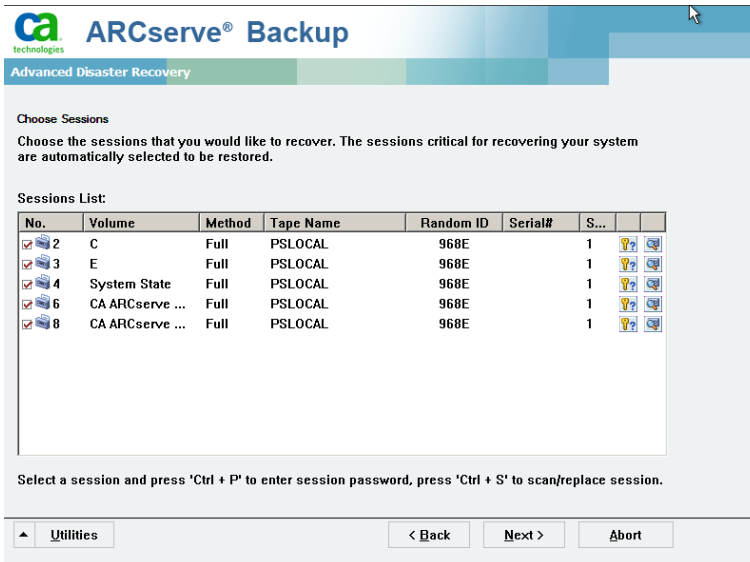 ca
technologies
ARCserve® Backup
Advanced Disaster Recovery
Choose Sessions
Choose the sessions that you would like to recover. The sessions critical for recovering your system
are automatically selected to be restored.
Sessions List:
No. Volume Method Tape Name Random ID Serial# S...
2 C Full PSLOCAL 968E 1
3 E Full PSLOCAL 968E 1
4 System State Full PSLOCAL 968E 1
6 CA ARCserve ... Full PSLOCAL 968E 1
8 CA ARCserve ... Full PSLOCAL 968E 1
Select a session and press 'Ctrl + P' to enter session password, press 'Ctrl + S' to scan/replace session.
Utilities < Back Next > Abort